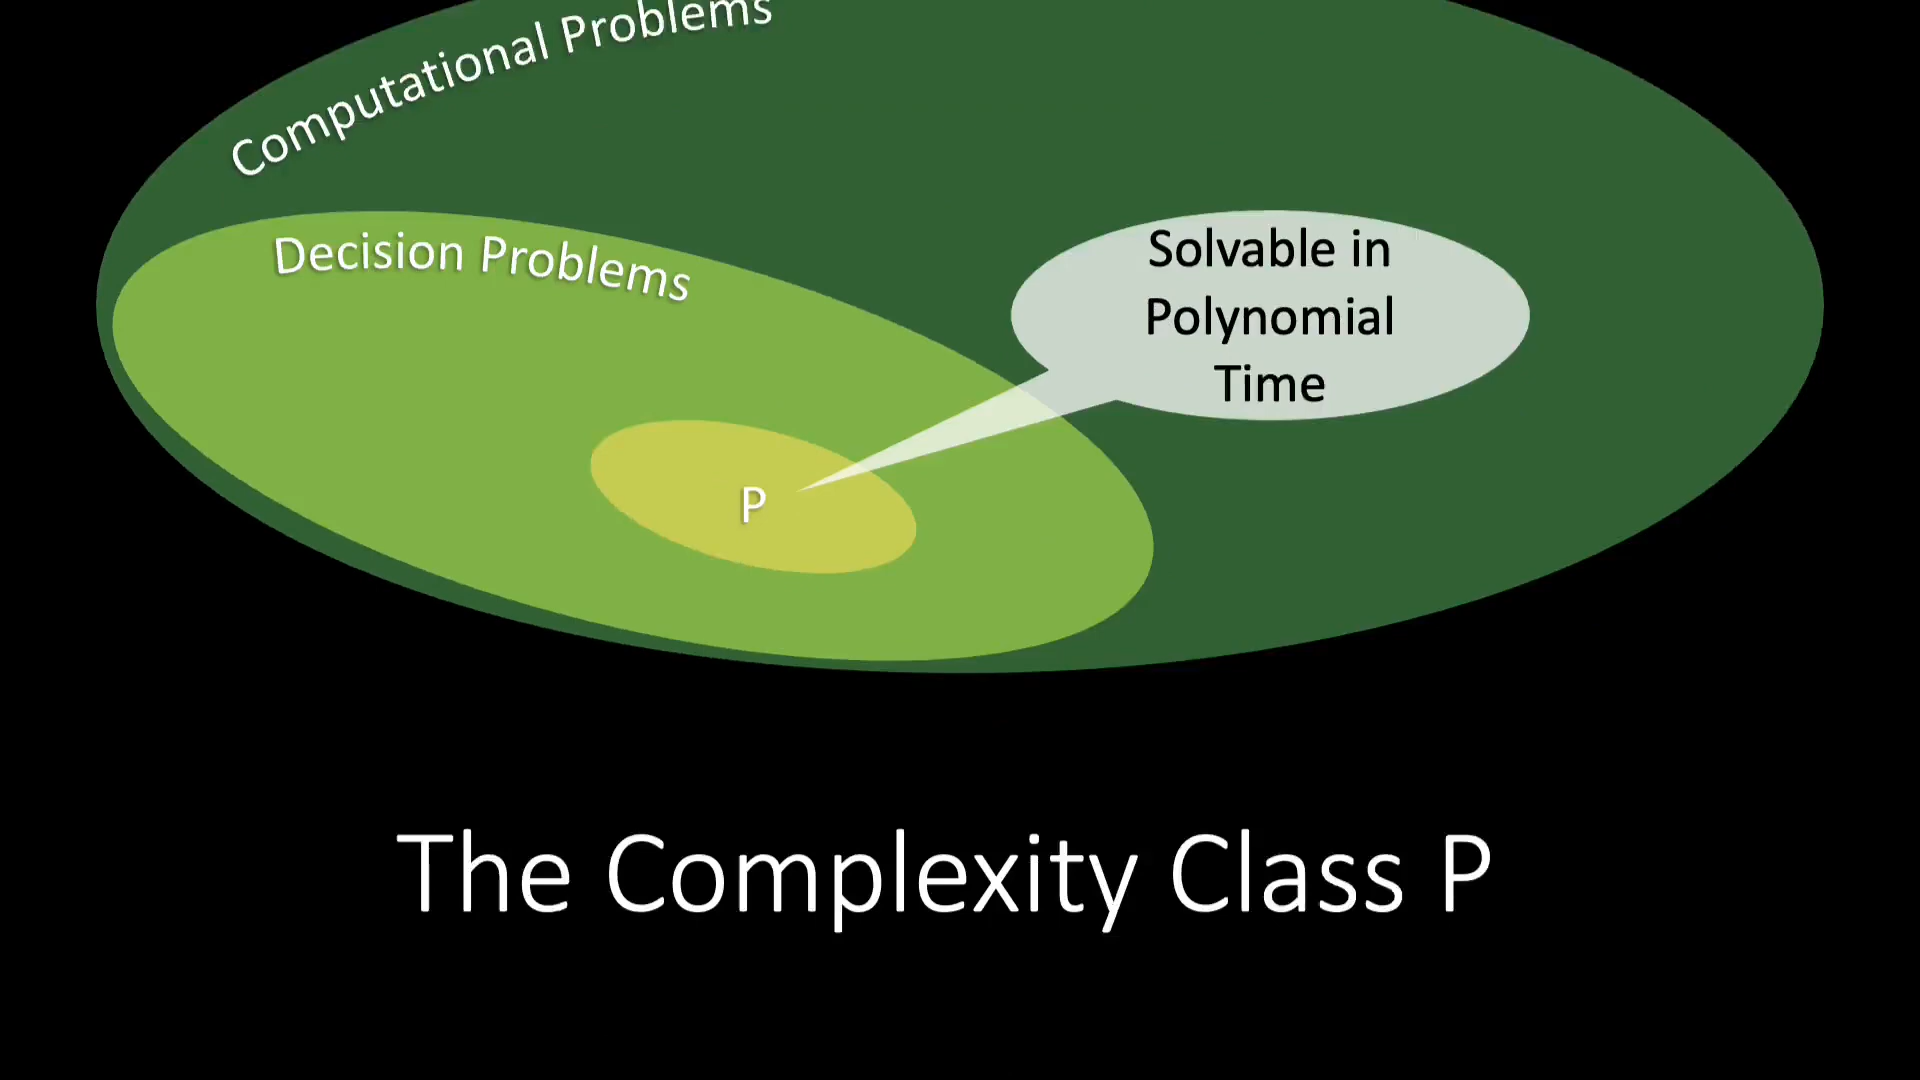 Computational Problems
Decision Problems
Solvable in
Polynomial
Time
P
The Complexity Class P